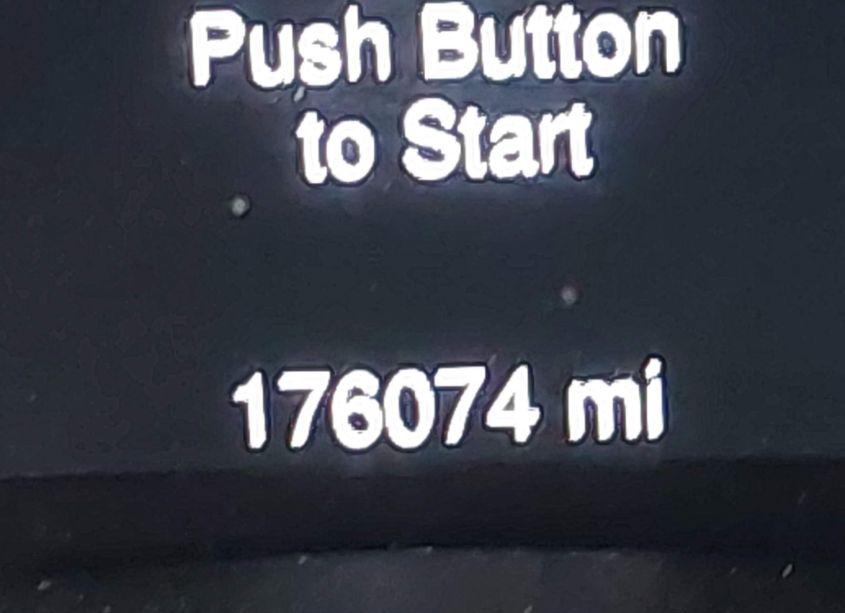 Push Button
to Start
176074 mi